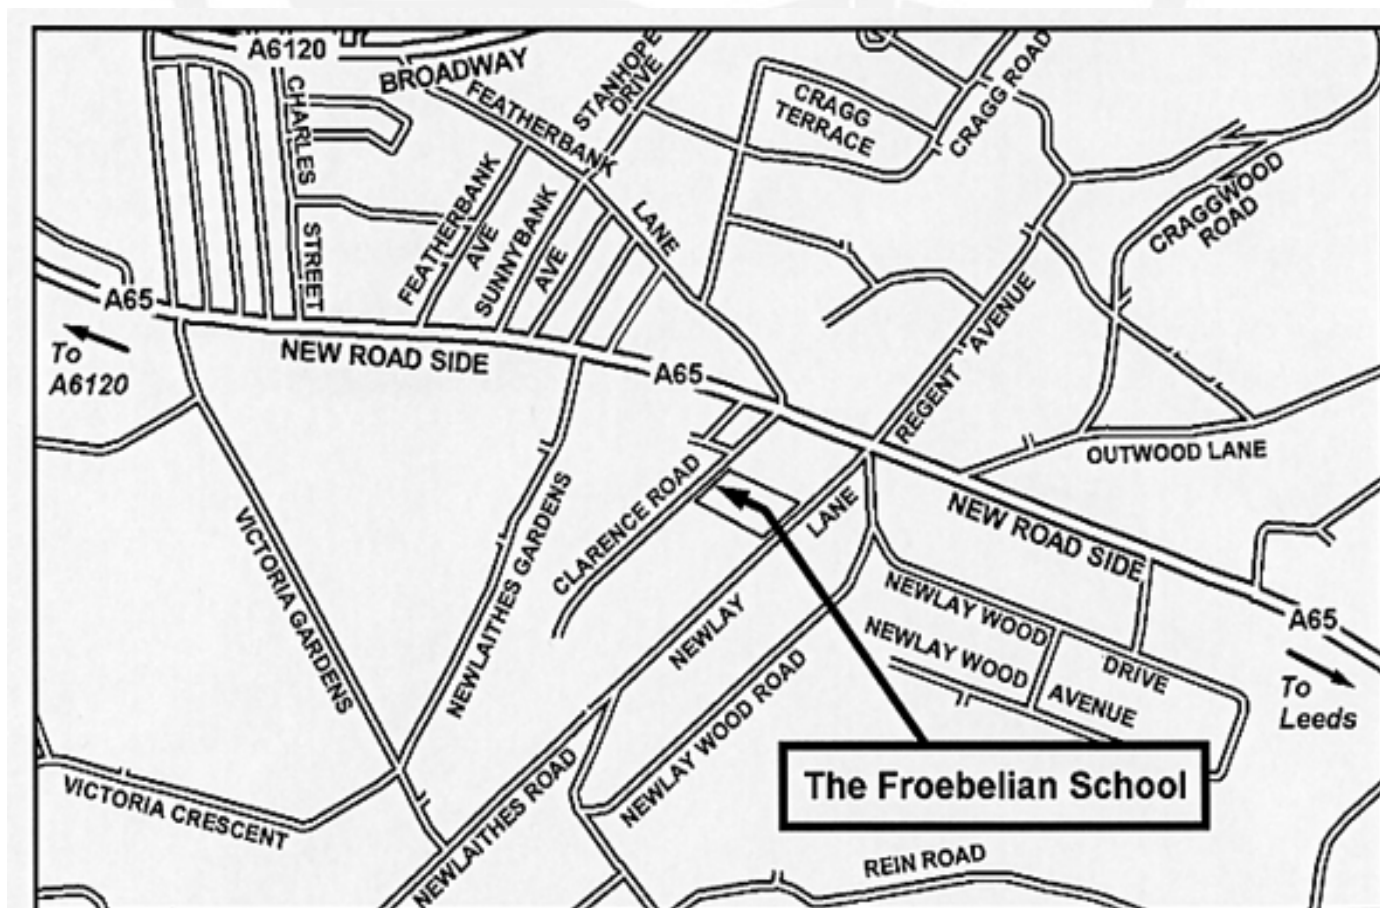 A6120
BROADWAY
STANHOPE
DRIVE
FEATHERBANK
LANE
CRAGG
TERRACE
CRAGG ROAD
CHARLES
STREET
FEATHERBANK
AVE
SUNNYBANK
AVE
CRAGGWOOD
ROAD
A65
To
A6120
NEW ROAD SIDE
A65
REGENT AVENUE
OUTWOOD LANE
NEW ROAD SIDE
CLARENCE ROAD
NEWLAITHES GARDENS
VICTORIA GARDENS
NEWLAY
LANE
NEWLAY WOOD
DRIVE
NEWLAY WOOD
AVENUE
A65
To
Leeds
NEWLAY WOOD ROAD
NEWLAITHES ROAD
VICTORIA CRESCENT
The Froebelian School
REIN ROAD